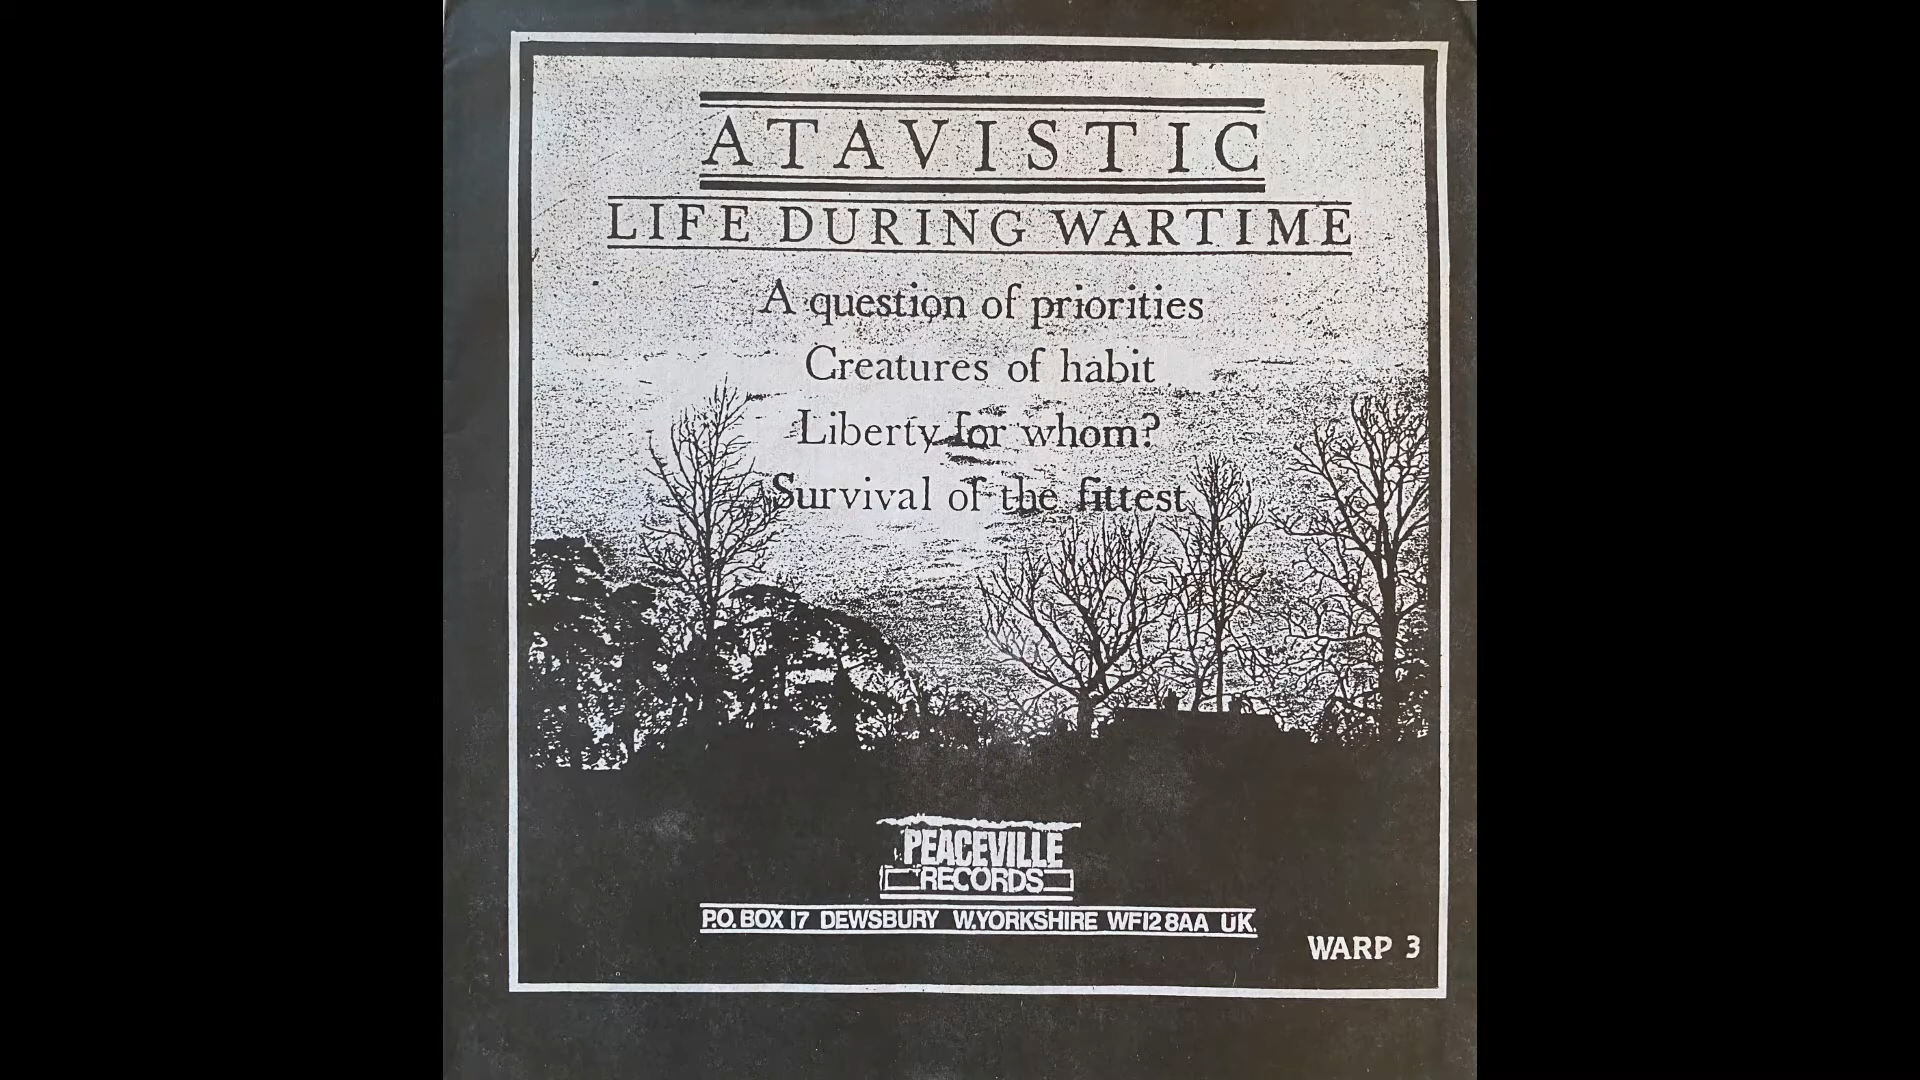 ATAVISTIC
LIFE DURING WARTIME
A question of priorities
Creatures of habit
Liberty for whom?
Survival of the fittest
PEACEVILLE
RECORDS
P.O. BOX 17 DEWSBURY W.YORKSHIRE WF12 8AA UK.
WARP 3